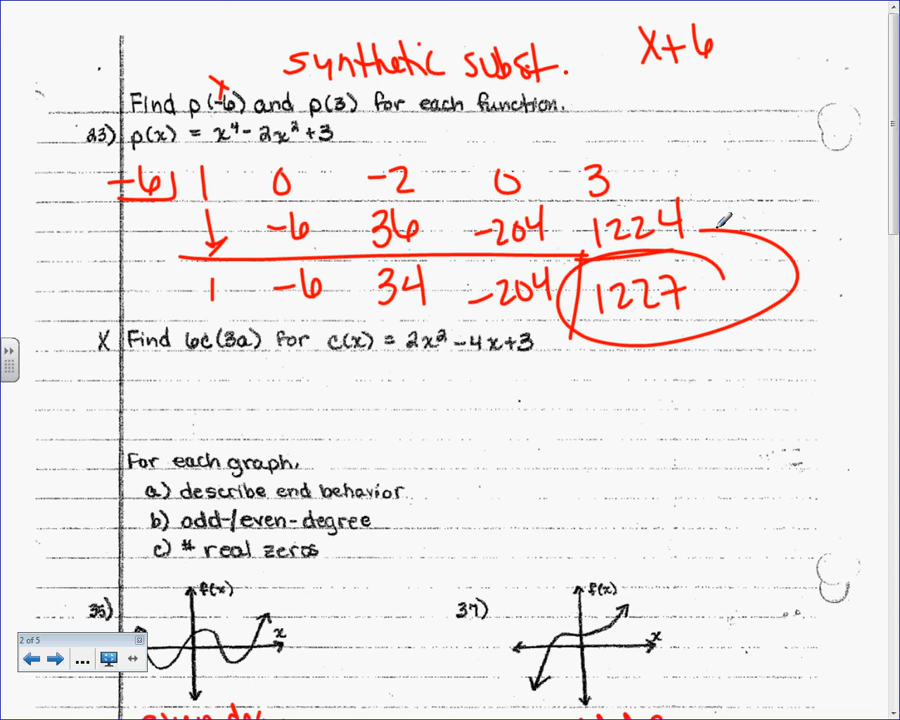 synthetic subst. x+6
x
Find p(-6) and p(3) for each function.
23) p(x) = x⁴ - 2x² + 3
-6 1 0 -2 0 3
-6 36 -204 1224
1 -6 34 -204 1227
X Find 6c(3a) for c(x) = 2x² - 4x + 3
For each graph,
a) describe end behavior
b) odd-/even-degree
c) # real zeros
35) f(x) x
37) f(x) x
2 of 5
...